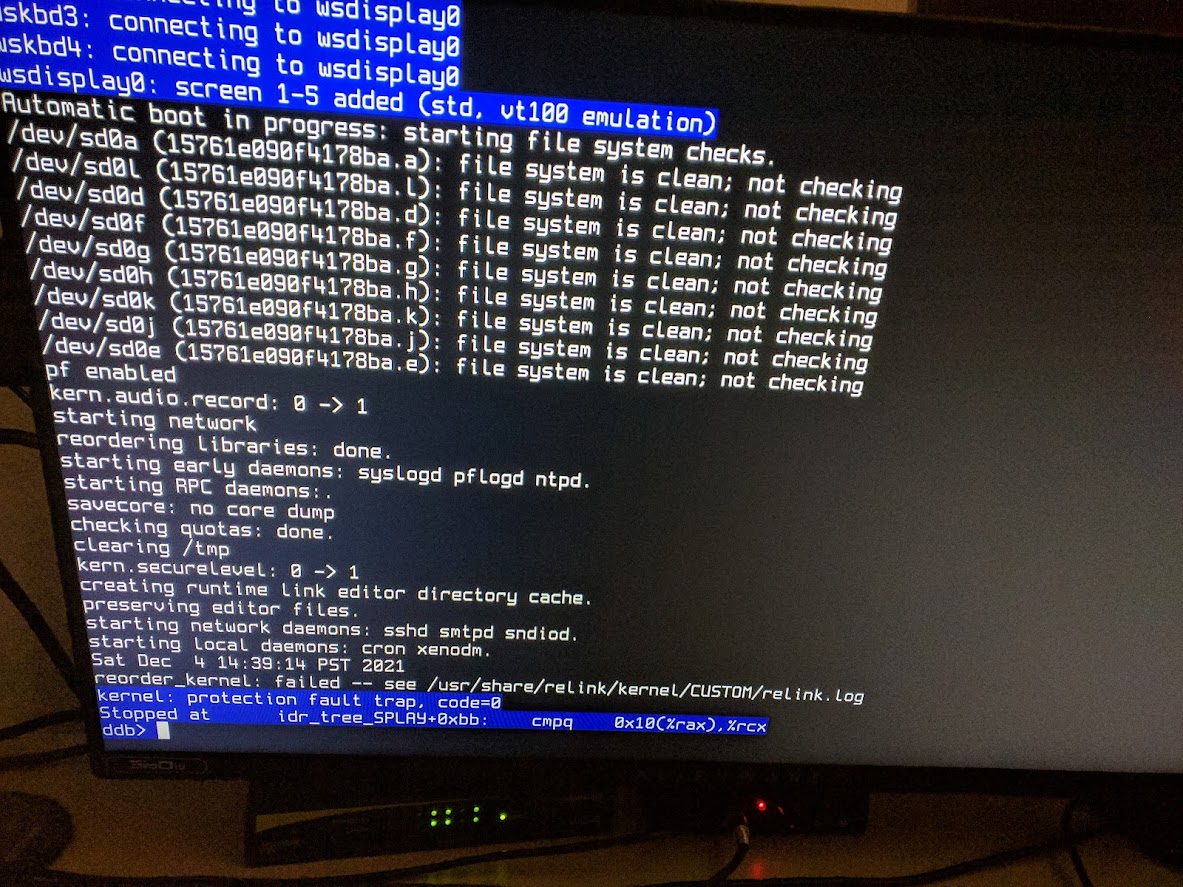 connecting to wsdisplay0
wskbd3: connecting to wsdisplay0
wskbd4: connecting to wsdisplay0
wsdisplay0: screen 1-5 added (std, vt100 emulation)
Automatic boot in progress: starting file system checks.
/dev/sd0a (15761e090f4178ba.a): file system is clean; not checking
/dev/sd0l (15761e090f4178ba.l): file system is clean; not checking
/dev/sd0d (15761e090f4178ba.d): file system is clean; not checking
/dev/sd0f (15761e090f4178ba.f): file system is clean; not checking
/dev/sd0g (15761e090f4178ba.g): file system is clean; not checking
/dev/sd0h (15761e090f4178ba.h): file system is clean; not checking
/dev/sd0k (15761e090f4178ba.k): file system is clean; not checking
/dev/sd0j (15761e090f4178ba.j): file system is clean; not checking
/dev/sd0e (15761e090f4178ba.e): file system is clean; not checking
pf enabled
kern.audio.record: 0 -> 1
starting network
reordering libraries: done.
starting early daemons: syslogd pflogd ntpd.
starting RPC daemons:.
savecore: no core dump
checking quotas: done.
clearing /tmp
kern.securelevel: 0 -> 1
creating runtime link editor directory cache.
preserving editor files.
starting network daemons: sshd smtpd sndiod.
starting local daemons: cron xenodm.
Sat Dec  4 14:39:14 PST 2021
reorder_kernel: failed -- see /usr/share/relink/kernel/CUSTOM/relink.log
kernel: protection fault trap, code=0
Stopped at      idr_tree_SPLAY+0xbb:    cmpq    0x10(%rax),%rcx
ddb>